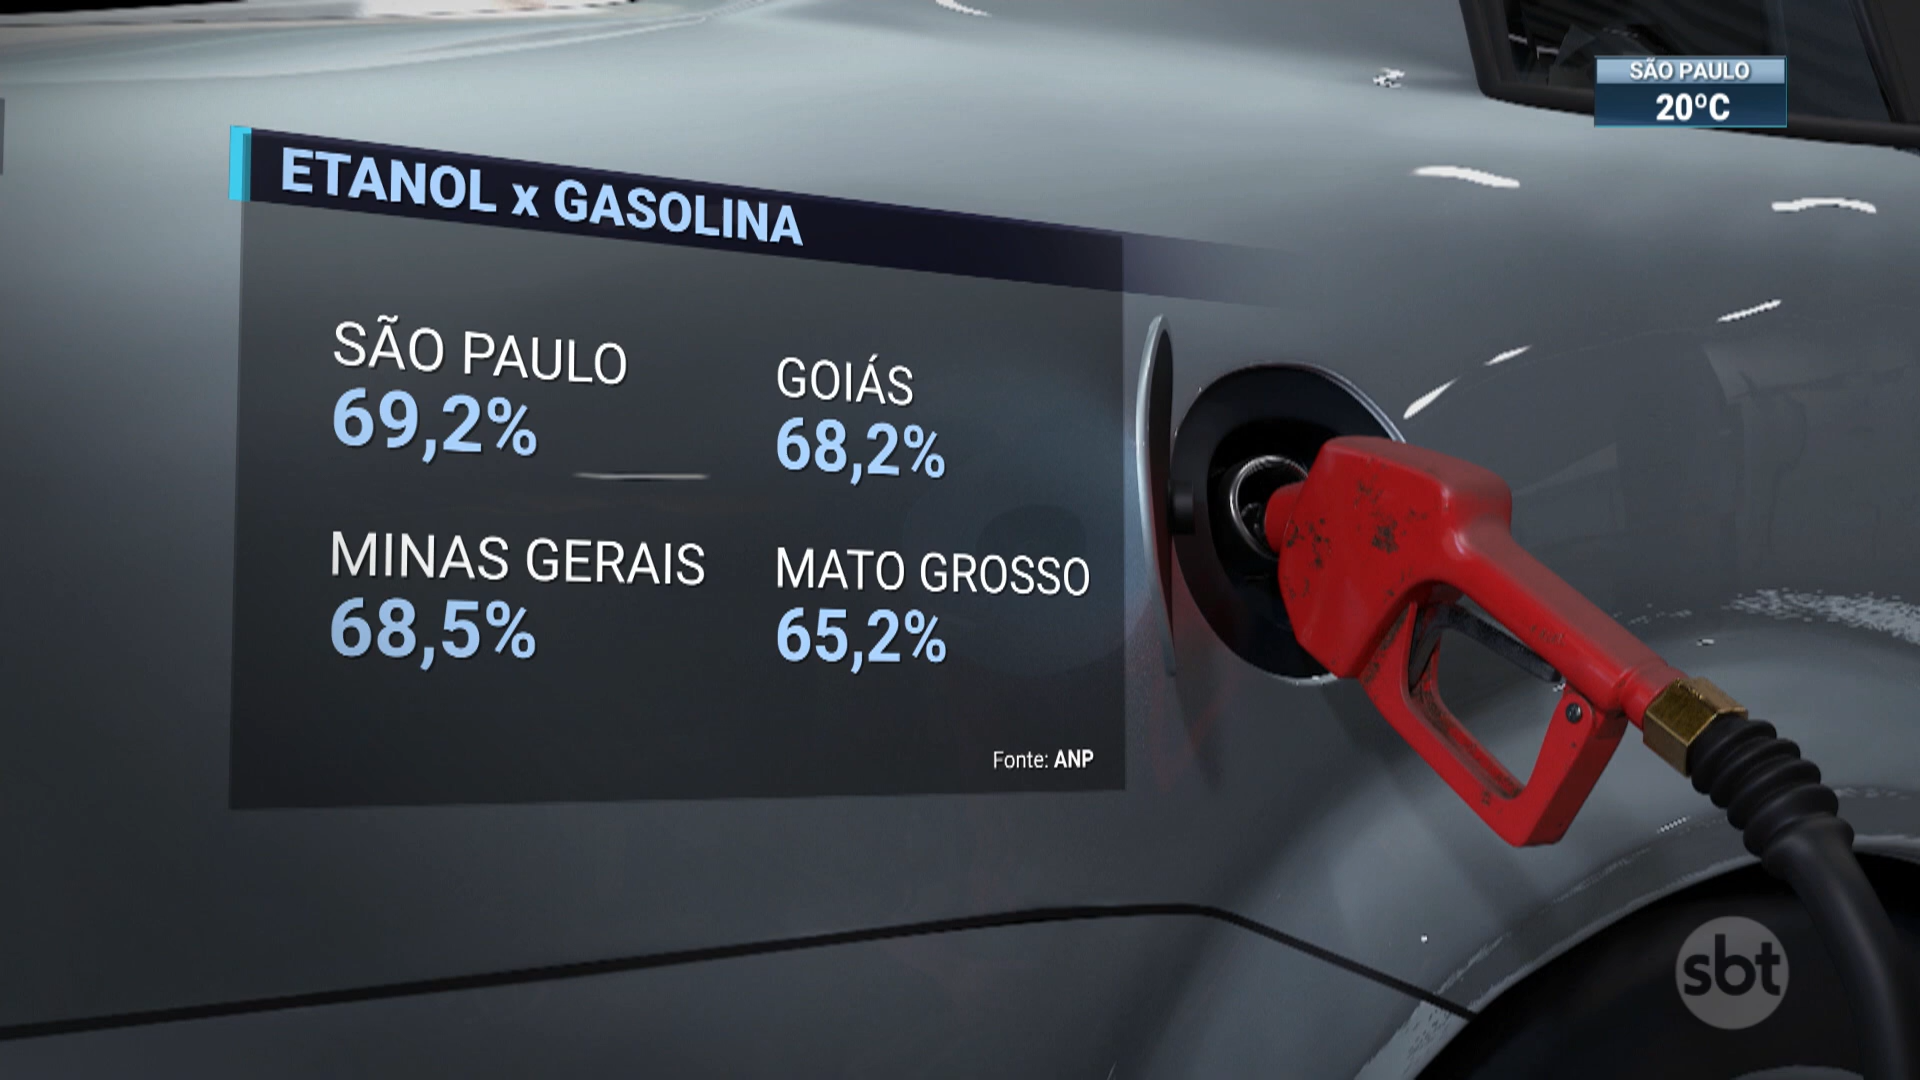 SÃO PAULO
20ºC
ETANOL x GASOLINA
SÃO PAULO
69,2%
GOIÁS
68,2%
MINAS GERAIS
68,5%
MATO GROSSO
65,2%
Fonte: ANP
sbt